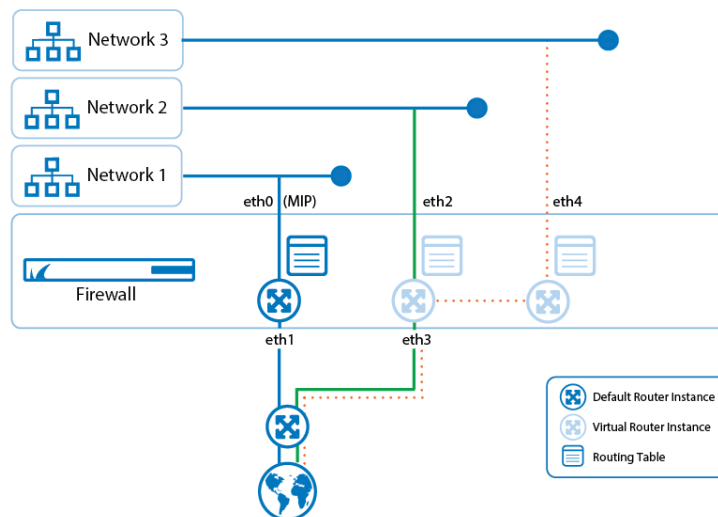 Network 3
Network 2
Network 1
eth0 (MIP)
eth2
eth4
Firewall
eth1
eth3
Default Router Instance
Virtual Router Instance
Routing Table